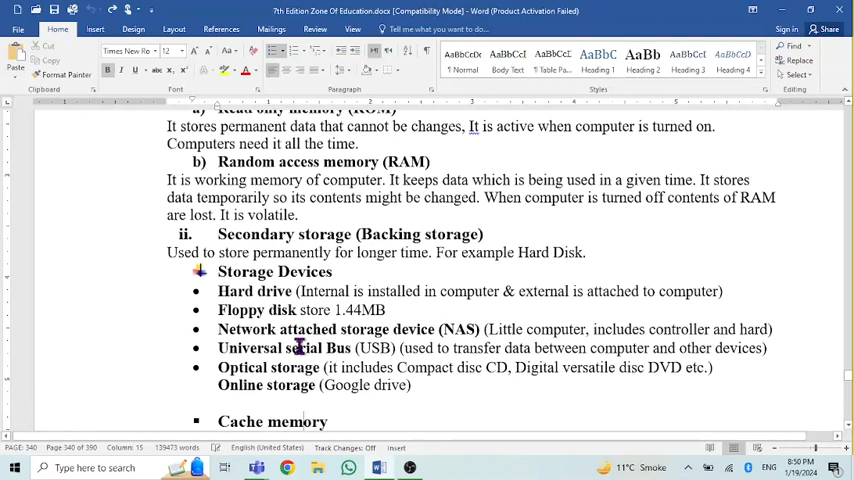 7th Edition Zone Of Education.docx [Compatibility Mode] - Word (Product Activation Failed)
File Home Insert Design Layout References Mailings Review View Tell me what you want to do... Sign in Share
Cut
Copy
Format Painter
Paste
Times New Ro 12
AaBbCcDc AaBbCcDc AaBbCcDc AaBbC AaBb AaBbCcD AaBbCcD
¶ Normal Body Text ¶ Table Pa... Heading 1 Heading 2 Heading 3 Heading 4
Find
Replace
Select
Clipboard Font Paragraph Styles Editing
a) Read only memory (ROM)
It stores permanent data that cannot be changes, It is active when computer is turned on.
Computers need it all the time.
b) Random access memory (RAM)
It is working memory of computer. It keeps data which is being used in a given time. It stores
data temporarily so its contents might be changed. When computer is turned off contents of RAM
are lost. It is volatile.
ii. Secondary storage (Backing storage)
Used to store permanently for longer time. For example Hard Disk.
Storage Devices
• Hard drive (Internal is installed in computer & external is attached to computer)
• Floppy disk store 1.44MB
• Network attached storage device (NAS) (Little computer, includes controller and hard)
• Universal serial Bus (USB) (used to transfer data between computer and other devices)
• Optical storage (it includes Compact disc CD, Digital versatile disc DVD etc.)
Online storage (Google drive)
▪ Cache memory
PAGE: 340 PAGE 340 OF 390 COLUMN: 15 139473 WORDS English (United States) Track Changes: Off Insert 100%
Type here to search
11°C Smoke
ENG
8:50 PM
1/19/2024